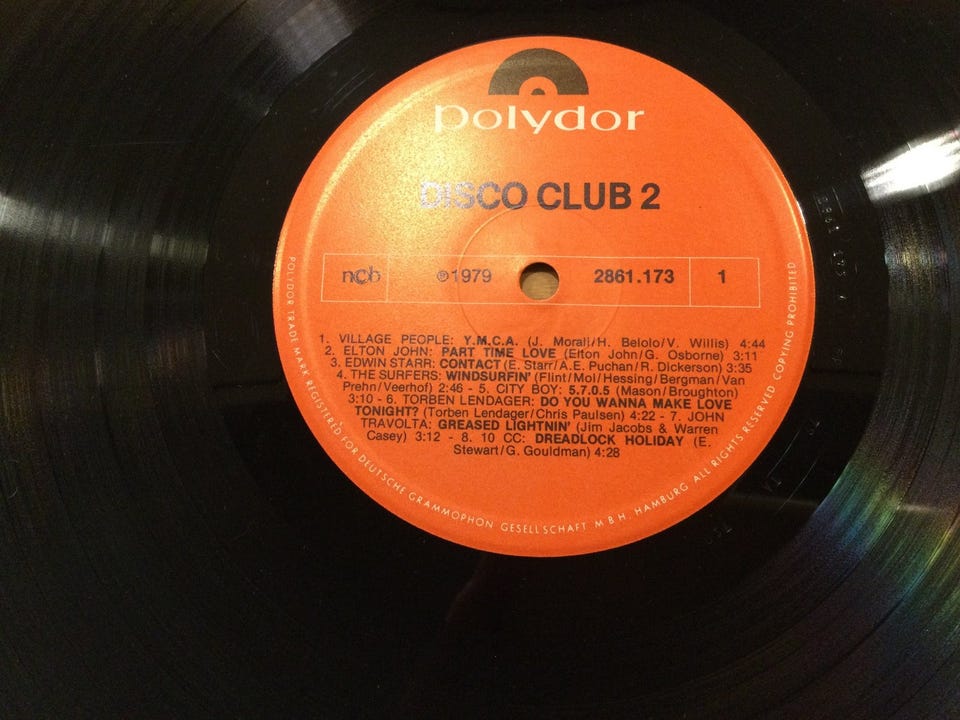 polydor
DISCO CLUB 2
ncb ℗1979 2861.173 1
1. VILLAGE PEOPLE: Y.M.C.A. (J. Morali/H. Belolo/V. Willis) 4:44
2. ELTON JOHN: PART TIME LOVE (Elton John/G. Osborne) 3:11
3. EDWIN STARR: CONTACT (E. Starr/A.E. Puchan/R. Dickerson) 3:35
4. THE SURFERS: WINDSURFIN' (Flint/Mol/Hessing/Bergman/Van
Prehn/Veerhof) 2:46 - 5. CITY BOY: 5.7.0.5 (Mason/Broughton)
3:10 - 6. TORBEN LENDAGER: DO YOU WANNA MAKE LOVE
TONIGHT? (Torben Lendager/Chris Paulsen) 4:22 - 7. JOHN
TRAVOLTA: GREASED LIGHTNIN' (Jim Jacobs & Warren
Casey) 3:12 - 8. 10 CC: DREADLOCK HOLIDAY (E.
Stewart/G. Gouldman) 4:28
POLYDOR TRADE MARK REGISTERED FOR DEUTSCHE GRAMMOPHON GESELLSCHAFT M B H, HAMBURG ALL RIGHTS RESERVED COPYING PROHIBITED